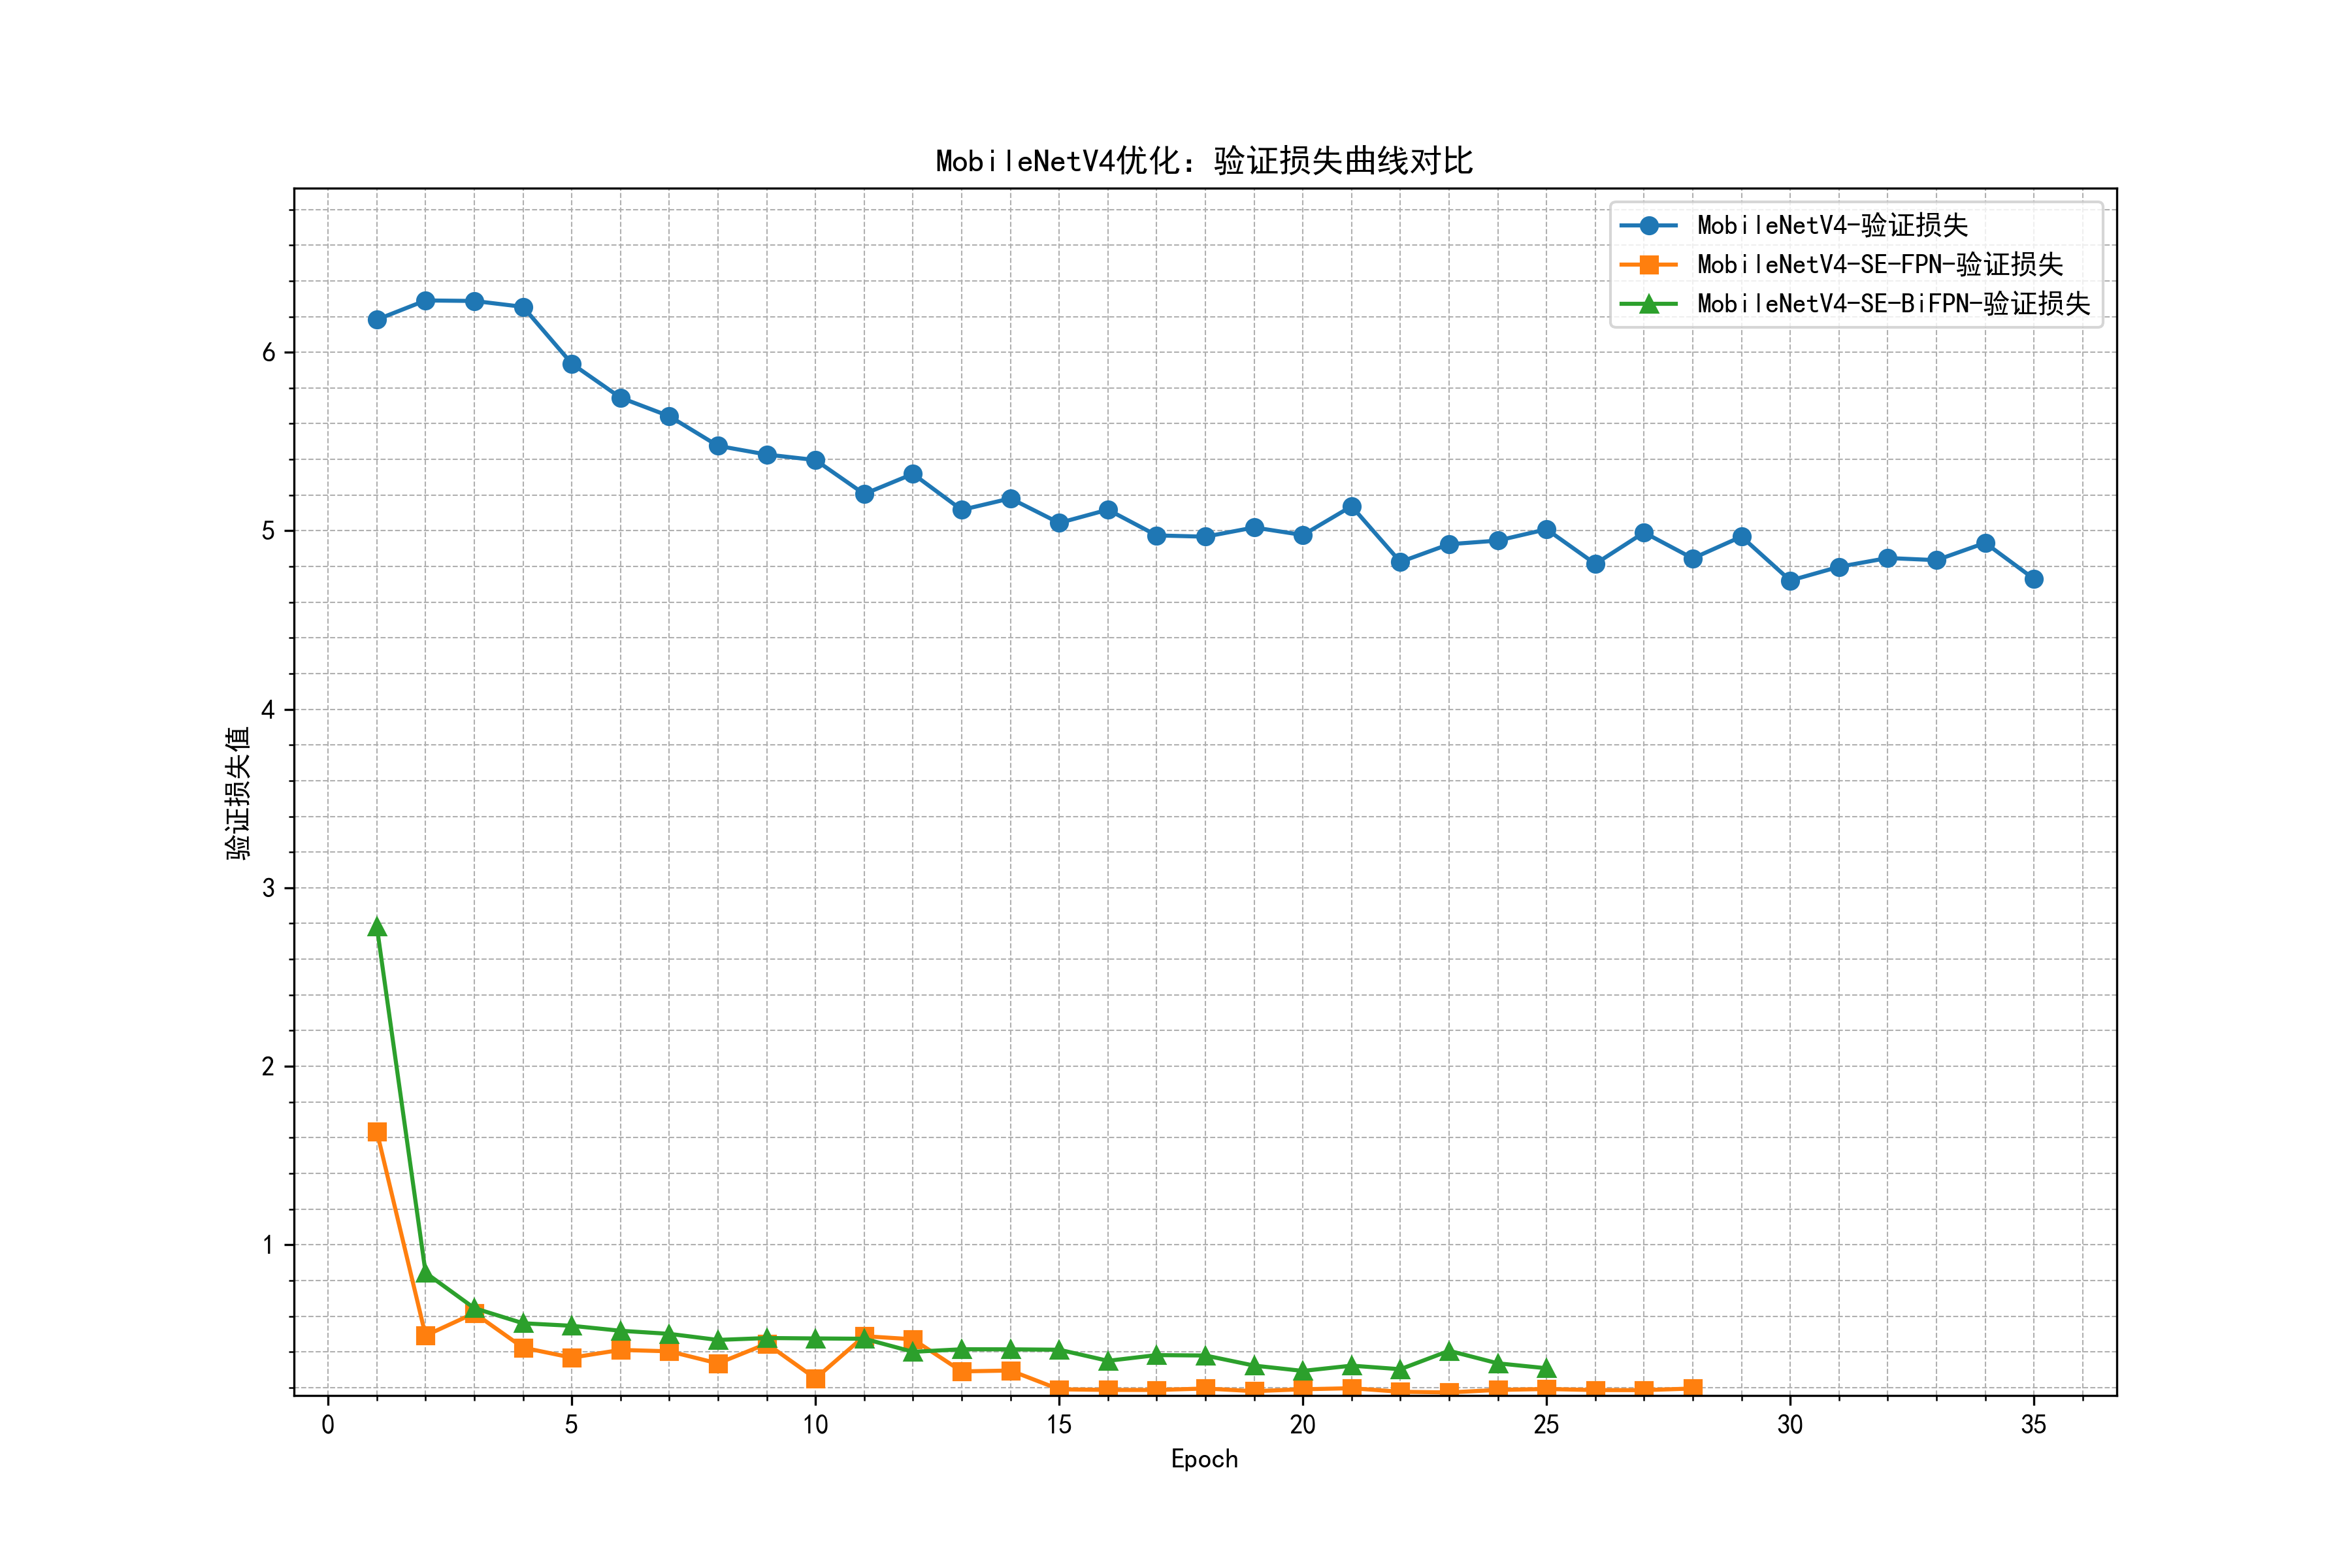 MobileNetV4优化：验证损失曲线对比
MobileNetV4-验证损失
MobileNetV4-SE-FPN-验证损失
MobileNetV4-SE-BiFPN-验证损失
验证损失值
6
5
4
3
2
1
0 5 10 15 20 25 30 35
Epoch